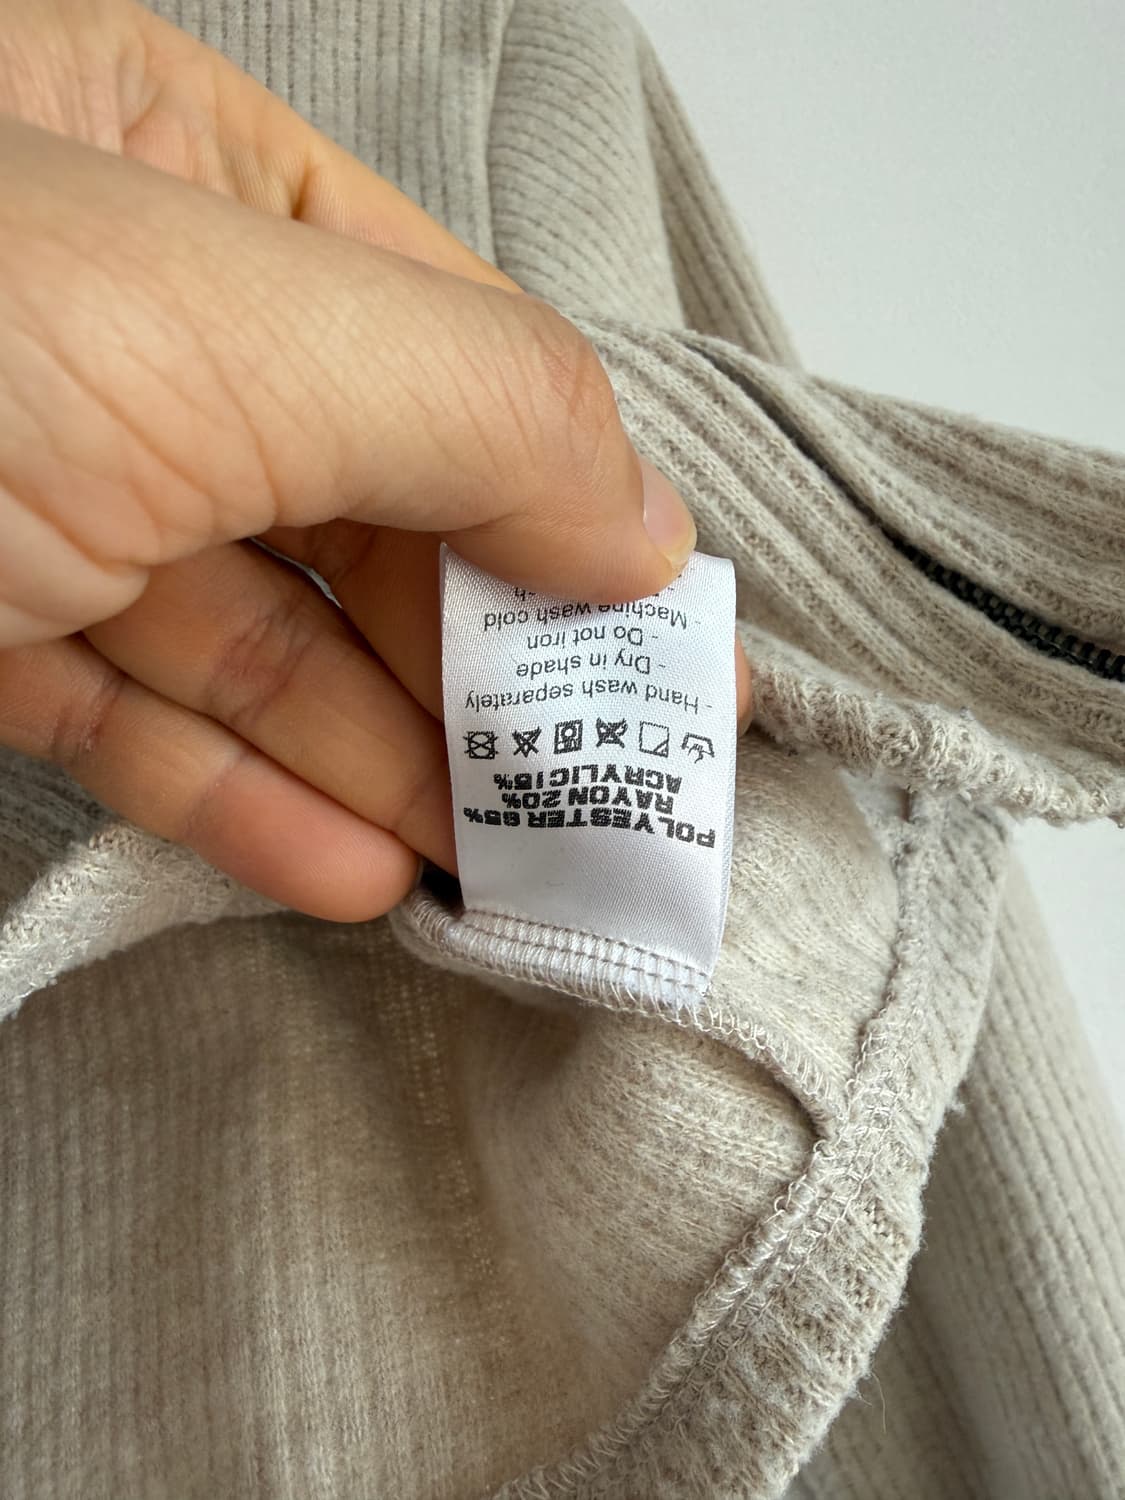 POLYESTER 65%
RAYON 20%
ACRYLIC 15%
- Hand wash separately
- Dry in shade
- Do not iron
- Machine wash cold